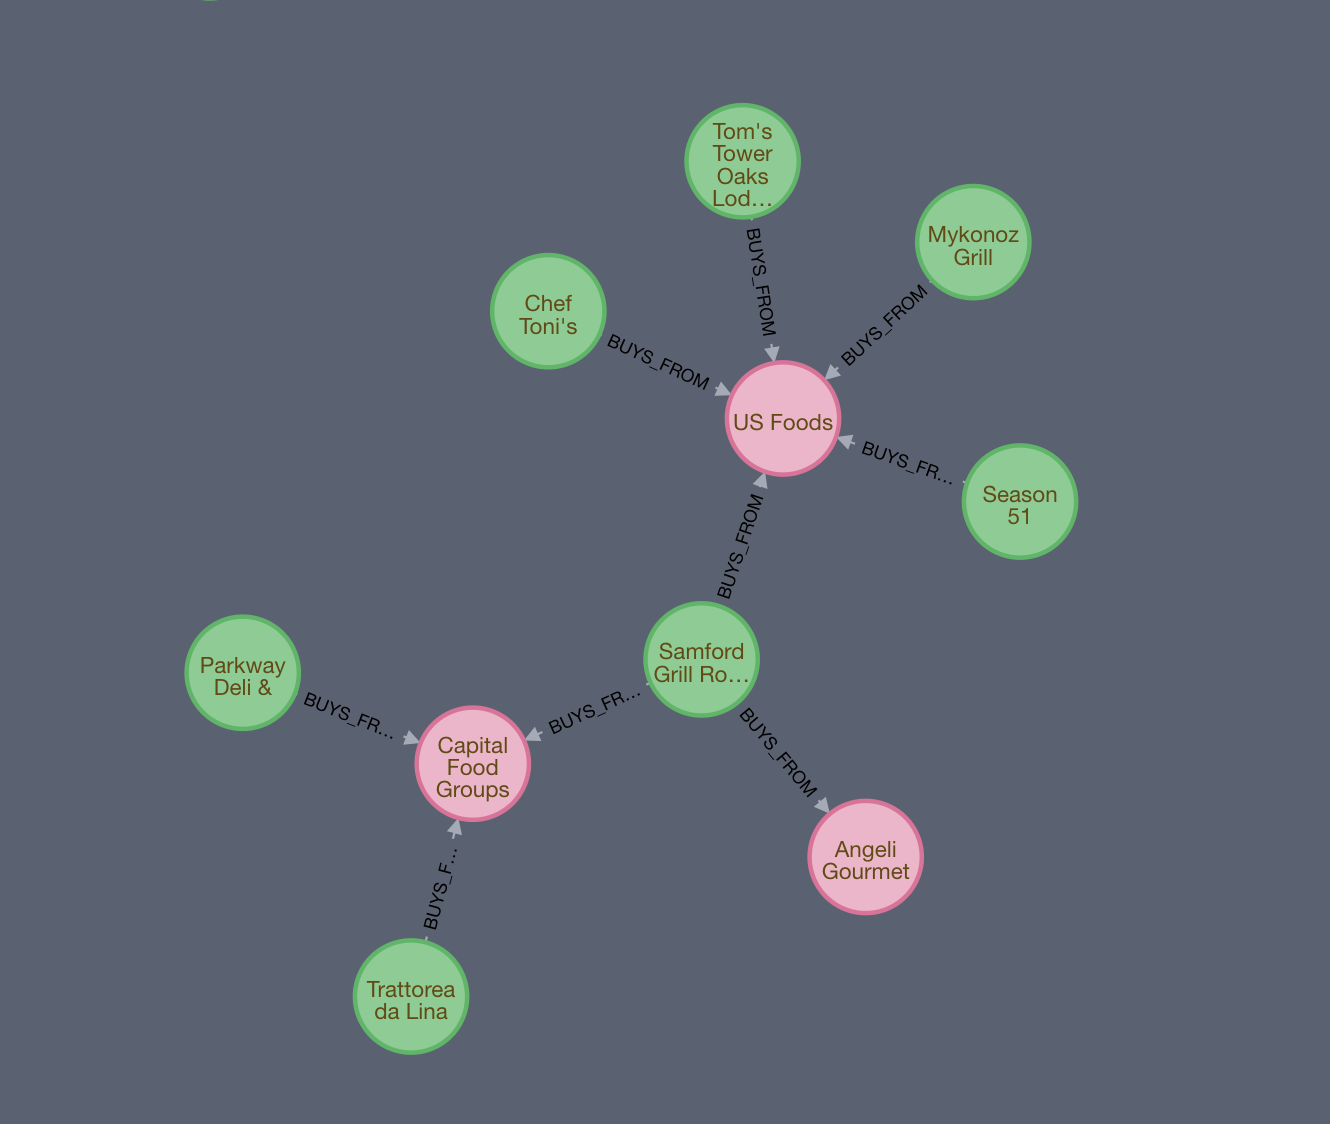 Tom's
Tower
Oaks
Lod...
Mykonoz
Grill
BUYS_FROM
BUYS_FROM
Chef
Toni's
BUYS_FROM
US Foods
BUYS_FR...
Season
51
BUYS_FROM
Samford
Grill Ro...
Parkway
Deli &
BUYS_FR...
BUYS_FR...
BUYS_FROM
Capital
Food
Groups
Angeli
Gourmet
BUYS_F...
Trattorea
da Lina